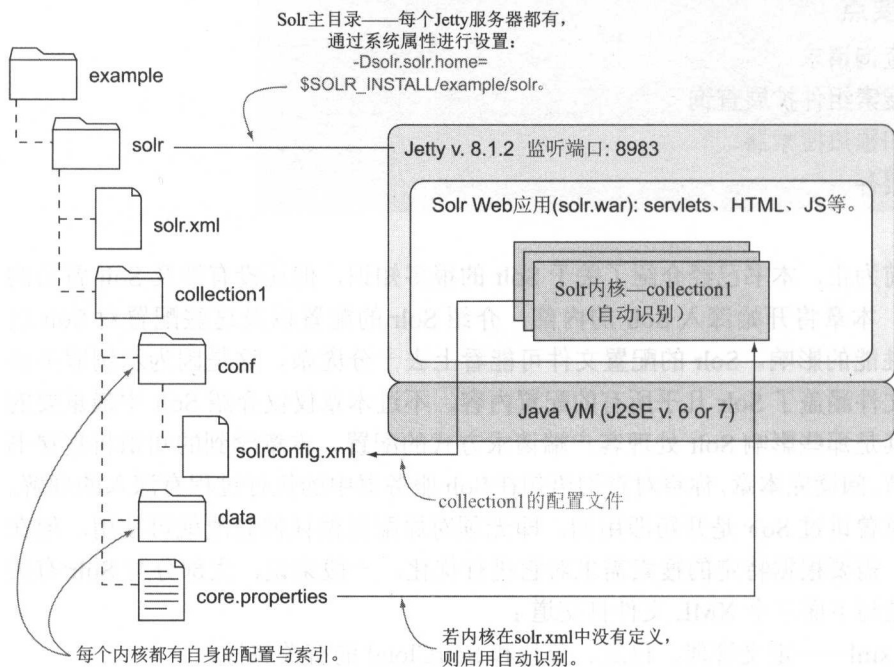 Solr主目录——每个Jetty服务器都有，
通过系统属性进行设置：
-Dsolr.solr.home=
$SOLR_INSTALL/example/solr。
example
solr
Jetty v. 8.1.2 监听端口: 8983
Solr Web应用(solr.war): servlets、HTML、JS等。
solr.xml
Solr内核—collection1
（自动识别）
collection1
conf
Java VM (J2SE v. 6 or 7)
solrconfig.xml
collection1的配置文件
data
core.properties
每个内核都有自身的配置与索引。
若内核在solr.xml中没有定义，
则启用自动识别。